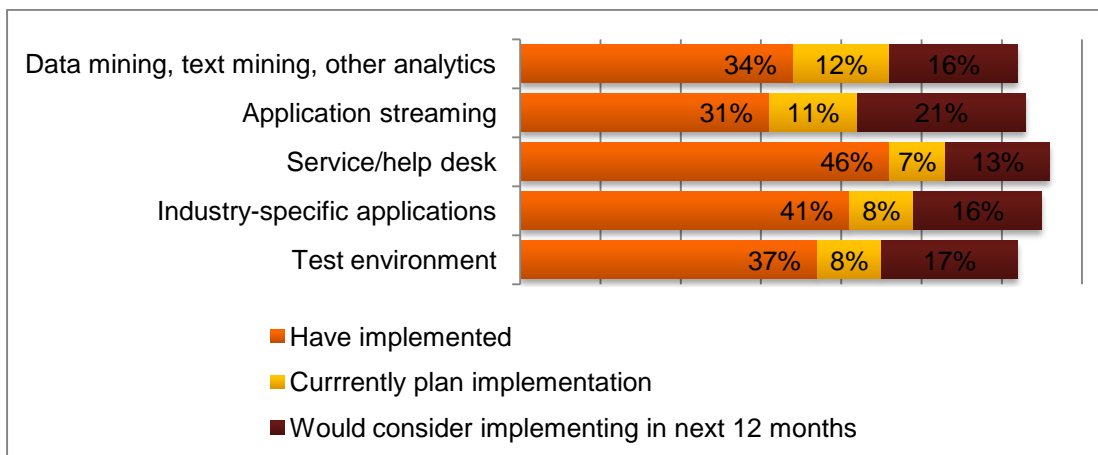 Data mining, text mining, other analytics 34% 12% 16%
Application streaming 31% 11% 21%
Service/help desk 46% 7% 13%
Industry-specific applications 41% 8% 16%
Test environment 37% 8% 17%
Have implemented
Currrently plan implementation
Would consider implementing in next 12 months